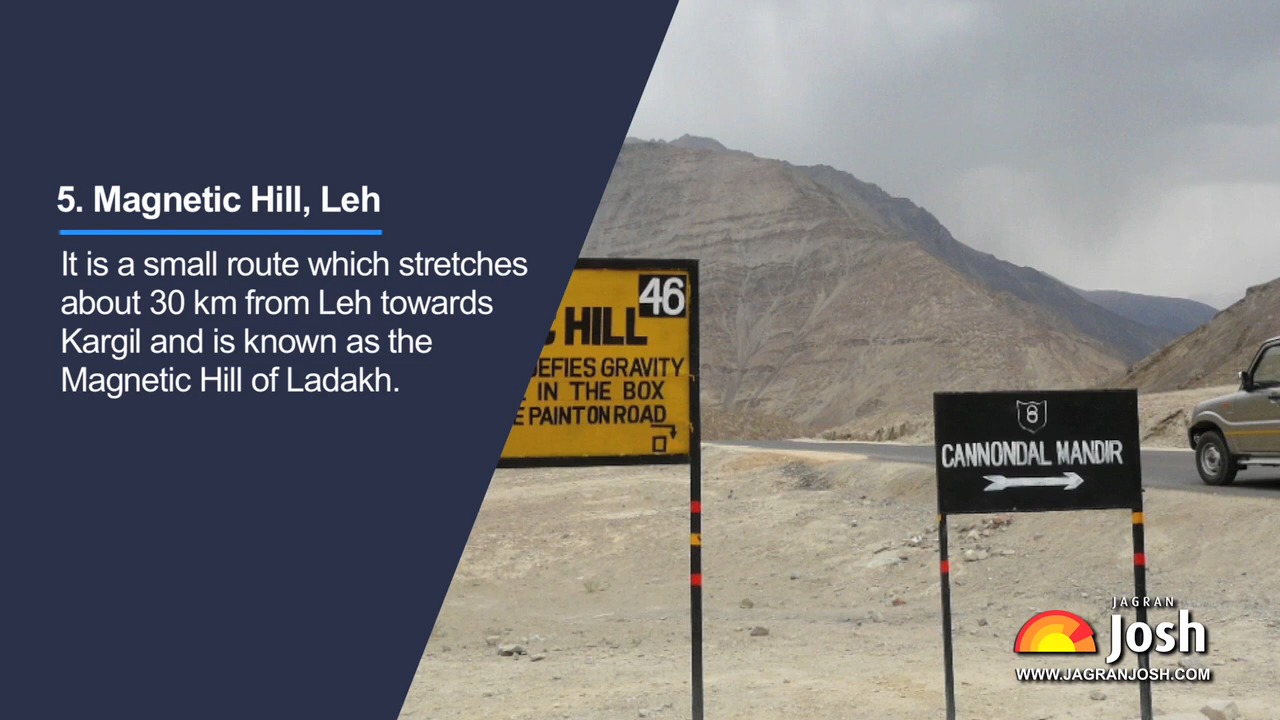 5. Magnetic Hill, Leh
It is a small route which stretches
about 30 km from Leh towards
Kargil and is known as the
Magnetic Hill of Ladakh.
46
HILL
EFIES GRAVITY
IN THE BOX
E PAINT ON ROAD
8
CANNONDAL MANDIR
JAGRAN
Josh
WWW.JAGRANJOSH.COM